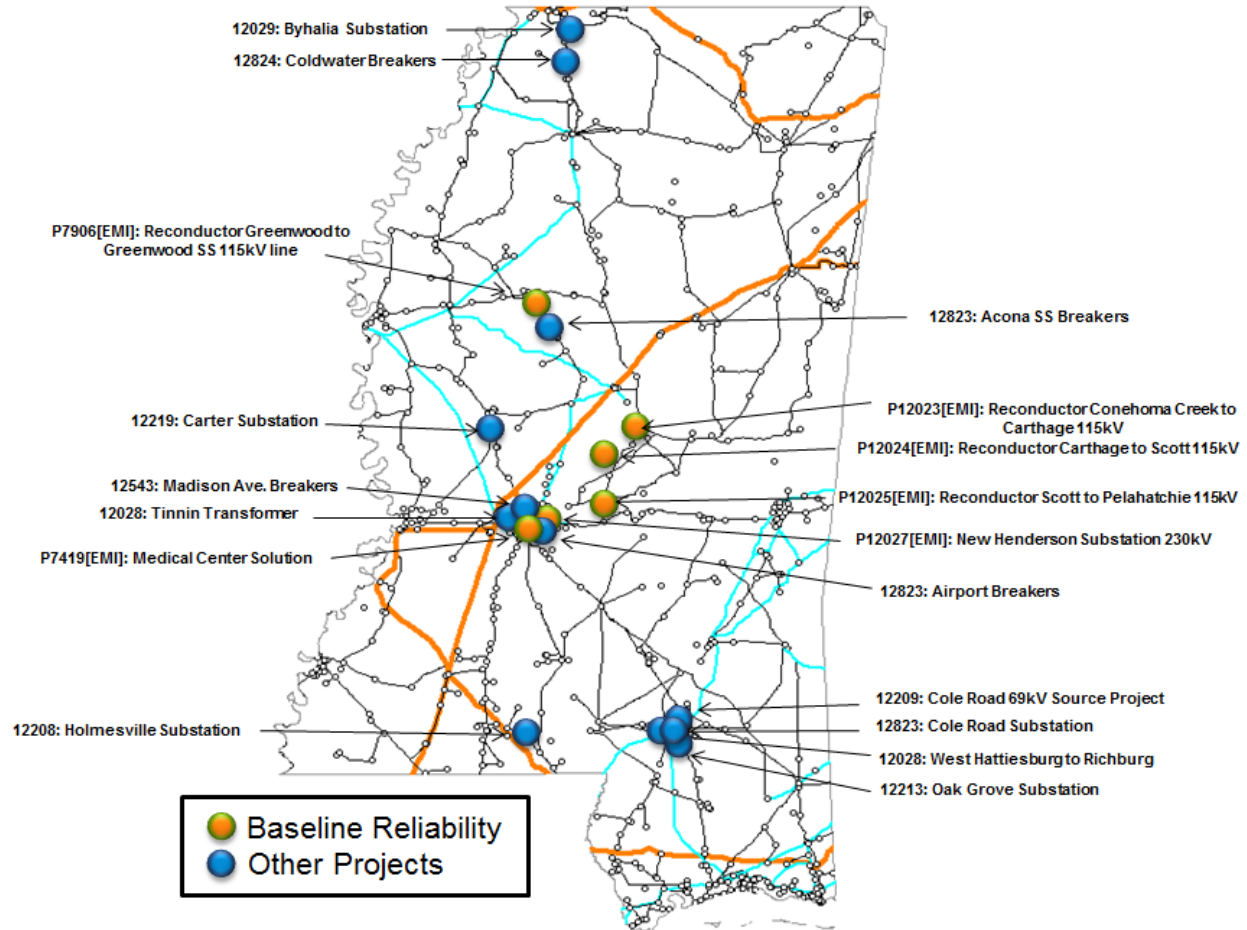 12029: Byhalia Substation
12824: Coldwater Breakers
P7906[EMI]: Reconductor Greenwood to
Greenwood SS 115kV line
12823: Acona SS Breakers
12219: Carter Substation
P12023[EMI]: Reconductor Conehoma Creek to
Carthage 115kV
P12024[EMI]: Reconductor Carthage to Scott 115kV
12543: Madison Ave. Breakers
12028: Tinnin Transformer
P7419[EMI]: Medical Center Solution
P12025[EMI]: Reconductor Scott to Pelahatchie 115kV
P12027[EMI]: New Henderson Substation 230kV
12823: Airport Breakers
12208: Holmesville Substation
12209: Cole Road 69kV Source Project
12823: Cole Road Substation
12028: West Hattiesburg to Richburg
12213: Oak Grove Substation
Baseline Reliability
Other Projects